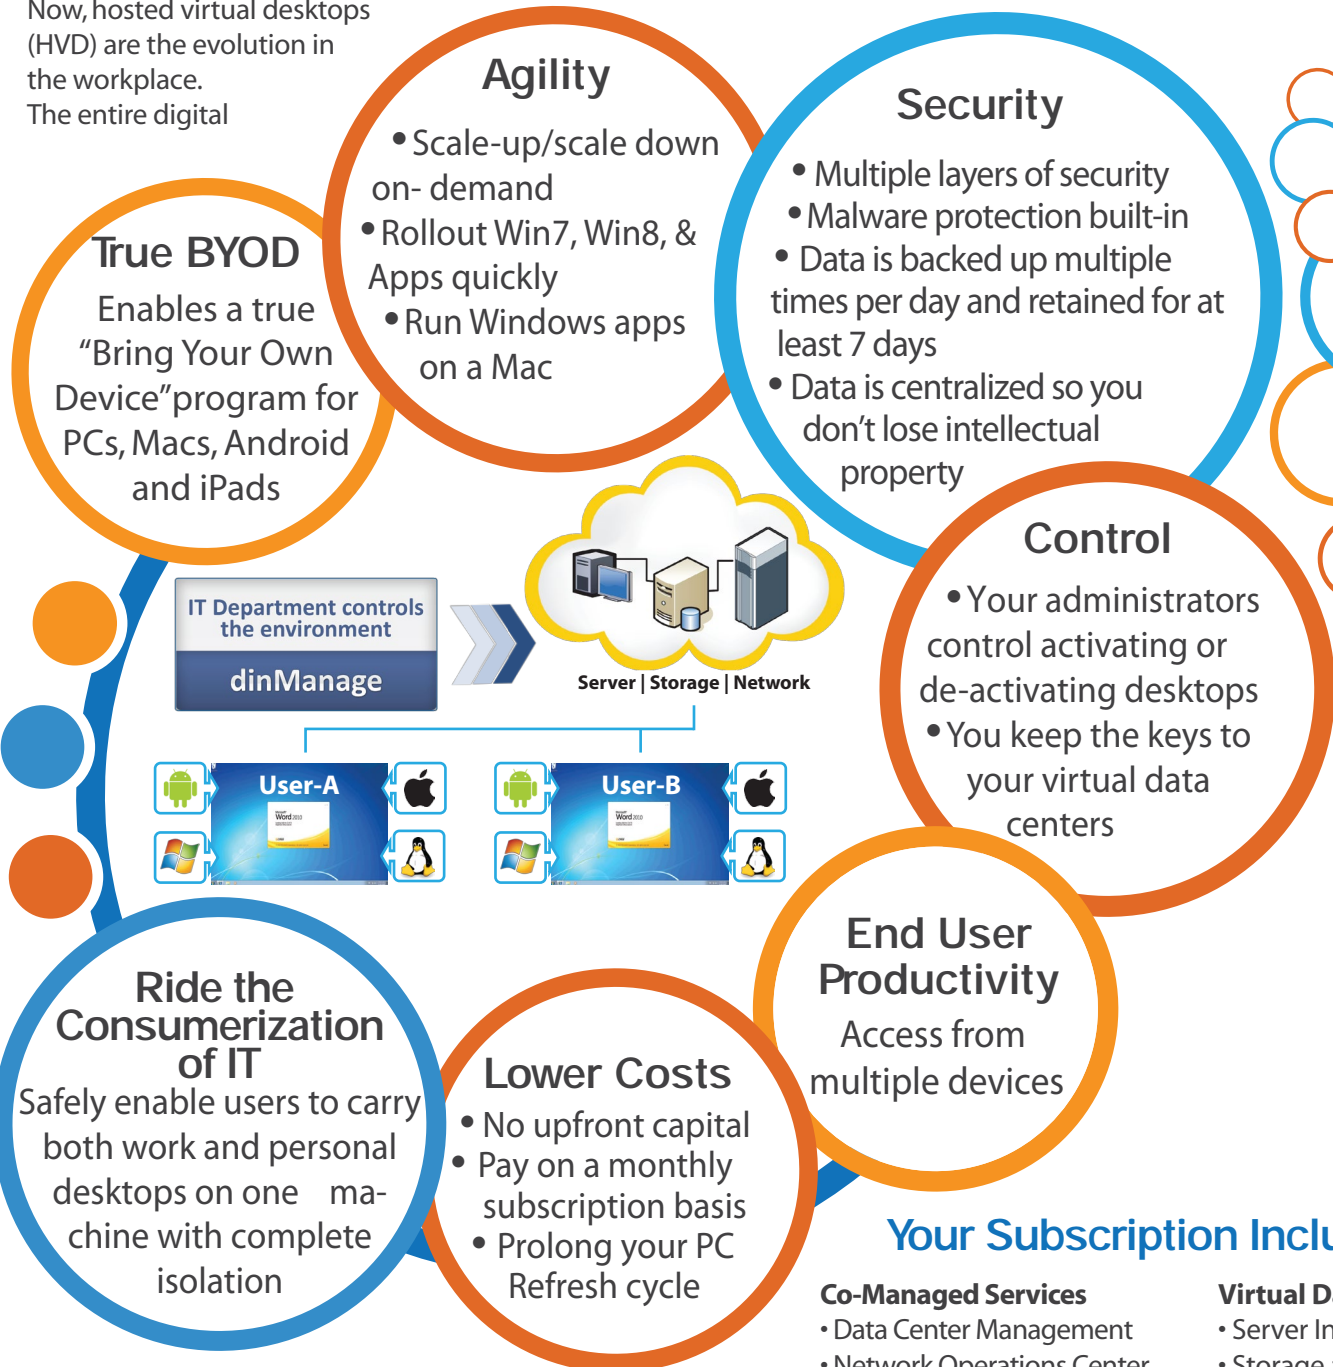 Now, hosted virtual desktops
(HVD) are the evolution in
the workplace.
The entire digital
Agility
• Scale-up/scale down
on- demand
• Rollout Win7, Win8, &
Apps quickly
• Run Windows apps
on a Mac
Security
• Multiple layers of security
• Malware protection built-in
• Data is backed up multiple
times per day and retained for at
least 7 days
• Data is centralized so you
don't lose intellectual
property
True BYOD
Enables a true
“Bring Your Own
Device”program for
PCs, Macs, Android
and iPads
Control
• Your administrators
control activating or
de-activating desktops
• You keep the keys to
your virtual data
centers
IT Department controls
the environment
dinManage
Server | Storage | Network
User-A
Word 2010
User-B
Word 2010
End User
Productivity
Access from
multiple devices
Ride the
Consumerization
of IT
Safely enable users to carry
both work and personal
desktops on one ma-
chine with complete
isolation
Lower Costs
• No upfront capital
• Pay on a monthly
subscription basis
• Prolong your PC
Refresh cycle
Your Subscription Inclu
Co-Managed Services
• Data Center Management
• Network Operations Center
Virtual D
• Server In
• Storage